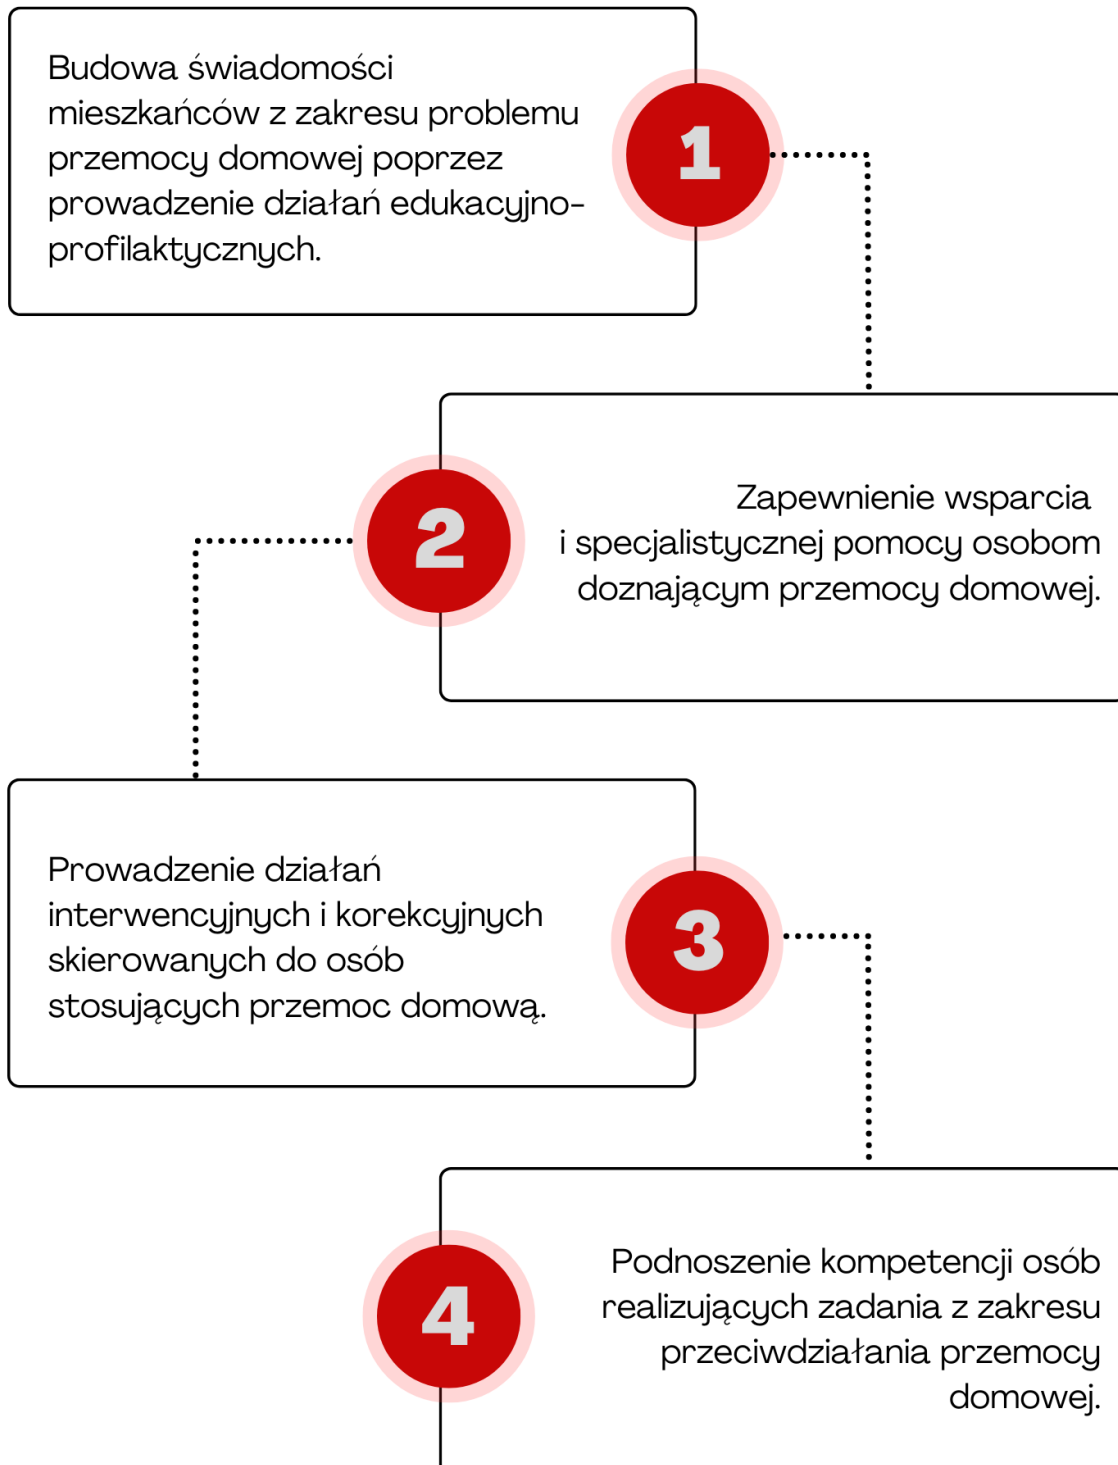 Budowa świadomości
mieszkańców z zakresu problemu
przemocy domowej poprzez
prowadzenie działań edukacyjno-
profilaktycznych.
1
2
Zapewnienie wsparcia
i specjalistycznej pomocy osobom
doznającym przemocy domowej.
Prowadzenie działań
interwencyjnych i korekcyjnych
skierowanych do osób
stosujących przemoc domową.
3
4
Podnoszenie kompetencji osób
realizujących zadania z zakresu
przeciwdziałania przemocy
domowej.